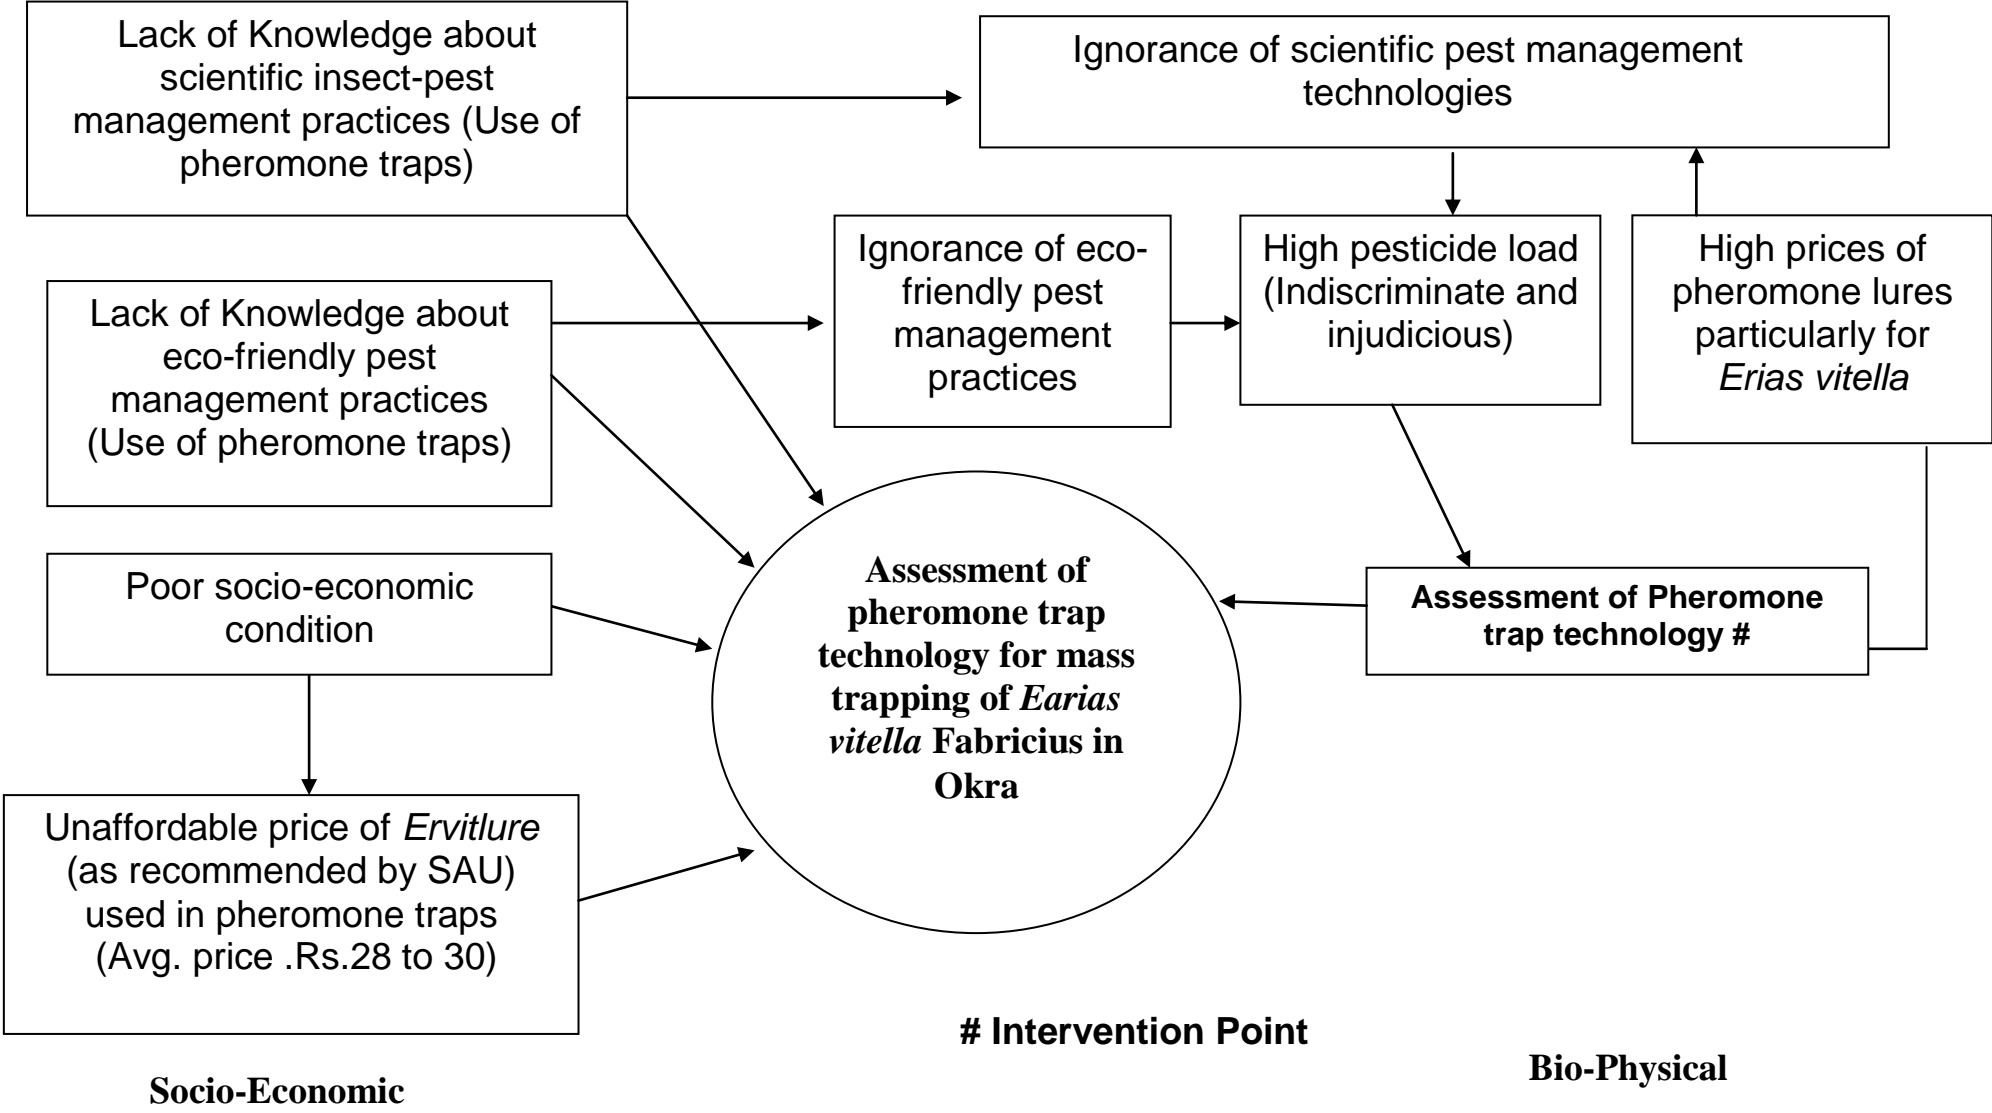 Lack of Knowledge about
scientific insect-pest
management practices (Use of
pheromone traps)
Ignorance of scientific pest management
technologies
Lack of Knowledge about
eco-friendly pest
management practices
(Use of pheromone traps)
Ignorance of eco-
friendly pest
management
practices
High pesticide load
(Indiscriminate and
injudicious)
High prices of
pheromone lures
particularly for
Erias vitella
Poor socio-economic
condition
Assessment of
pheromone trap
technology for mass
trapping of Earias
vitella Fabricius in
Okra
Assessment of Pheromone
trap technology #
Unaffordable price of Ervitlure
(as recommended by SAU)
used in pheromone traps
(Avg. price .Rs.28 to 30)
# Intervention Point
Socio-Economic
Bio-Physical